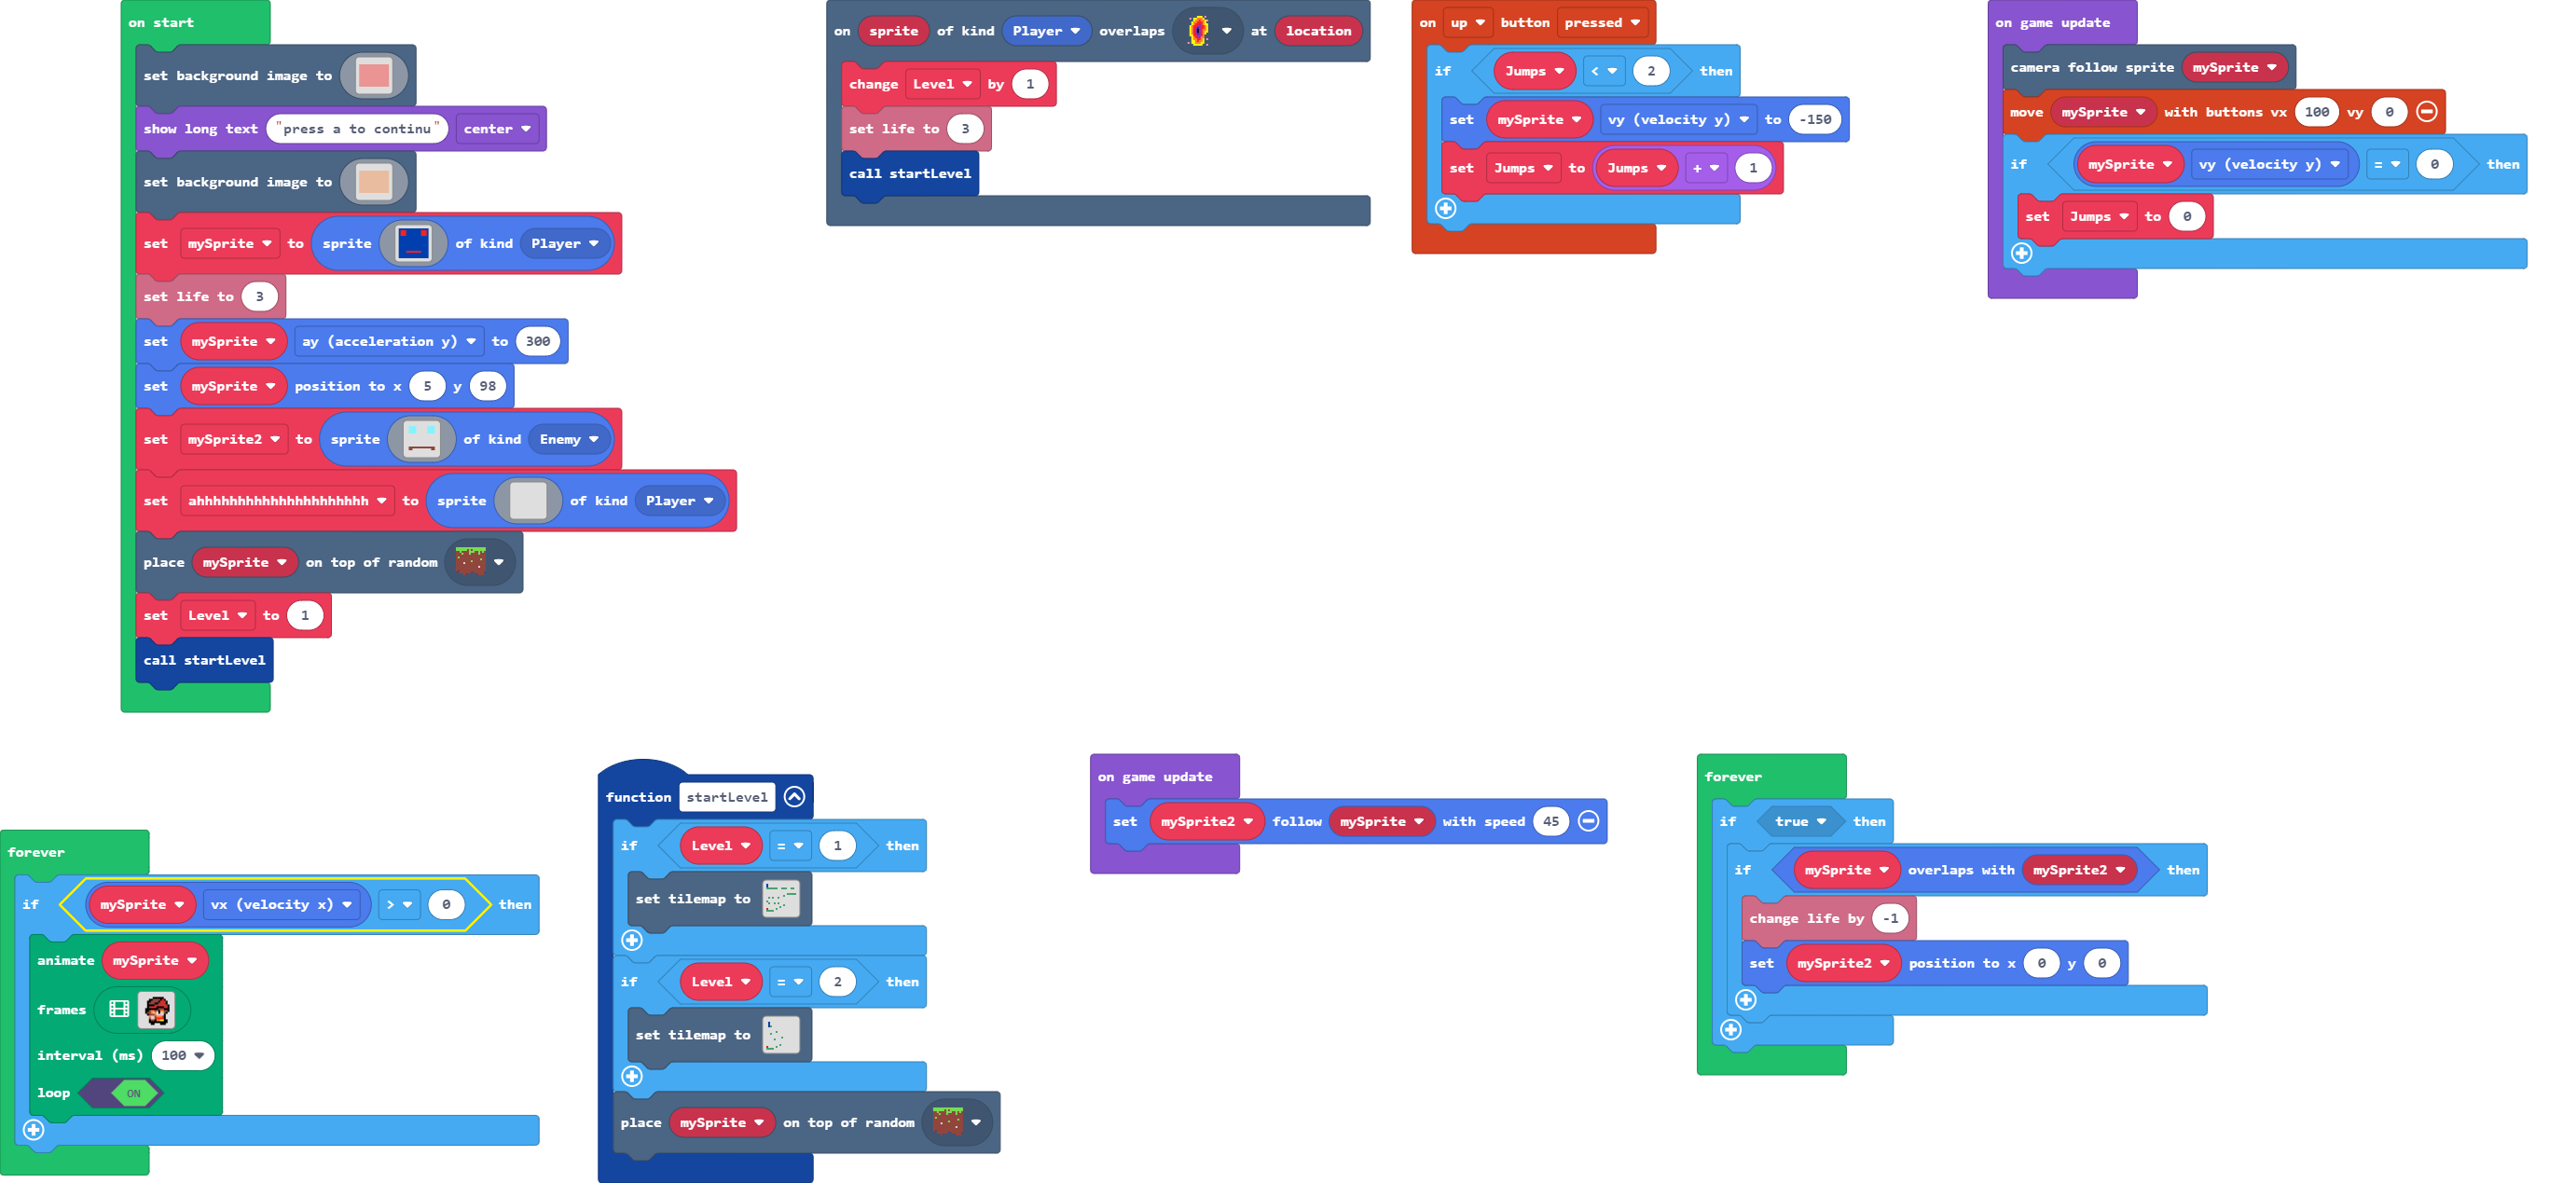 on start
set background image to
show long text "press a to continu" center
set background image to
set mySprite to sprite of kind Player
set life to 3
set mySprite ay (acceleration y) to 300
set mySprite position to x 5 y 98
set mySprite2 to sprite of kind Enemy
set ahhhhhhhhhhhhhhhhhhhhh to sprite of kind Player
place mySprite on top of random
set Level to 1
call startLevel
on sprite of kind Player overlaps at location
change Level by 1
set life to 3
call startLevel
on up button pressed
if Jumps < 2 then
set mySprite vy (velocity y) to -150
set Jumps to Jumps + 1
on game update
camera follow sprite mySprite
move mySprite with buttons vx 100 vy 0
if mySprite vy (velocity y) = 0 then
set Jumps to 0
forever
if mySprite vx (velocity x) > 0 then
animate mySprite
frames
interval (ms) 100
loop ON
function startLevel
if Level = 1 then
set tilemap to
if Level = 2 then
set tilemap to
place mySprite on top of random
on game update
set mySprite2 follow mySprite with speed 45
forever
if true then
if mySprite overlaps with mySprite2 then
change life by -1
set mySprite2 position to x 0 y 0